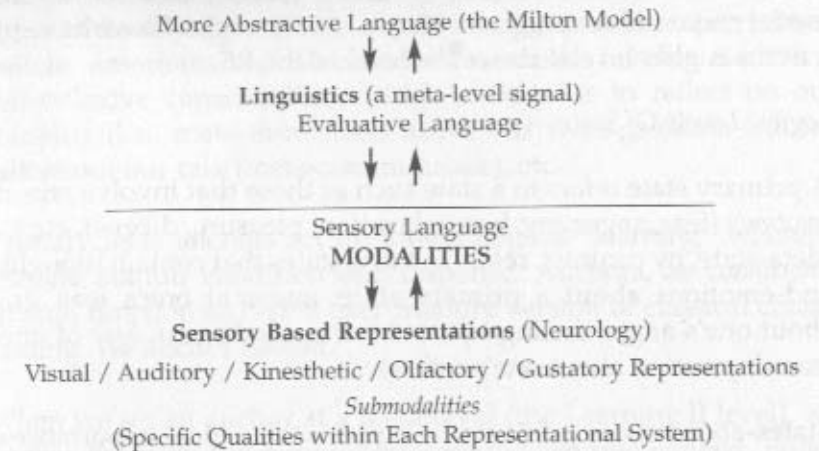 More Abstractive Language (the Milton Model)
Linguistics (a meta-level signal)
Evaluative Language
Sensory Language
MODALITIES
Sensory Based Representations (Neurology)
Visual / Auditory / Kinesthetic / Olfactory / Gustatory Representations
Submodalities
(Specific Qualities within Each Representational System)